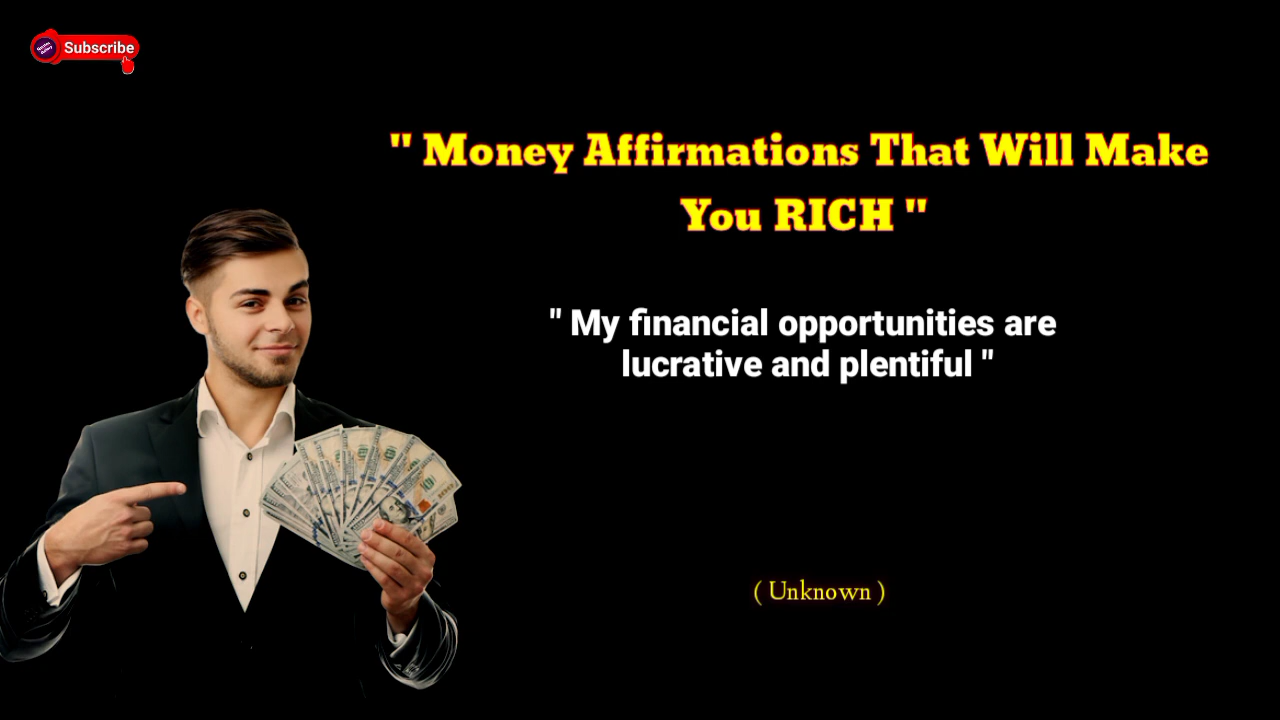 Subscribe
" Money Affirmations That Will Make
You RICH "
" My financial opportunities are
lucrative and plentiful "
( Unknown )